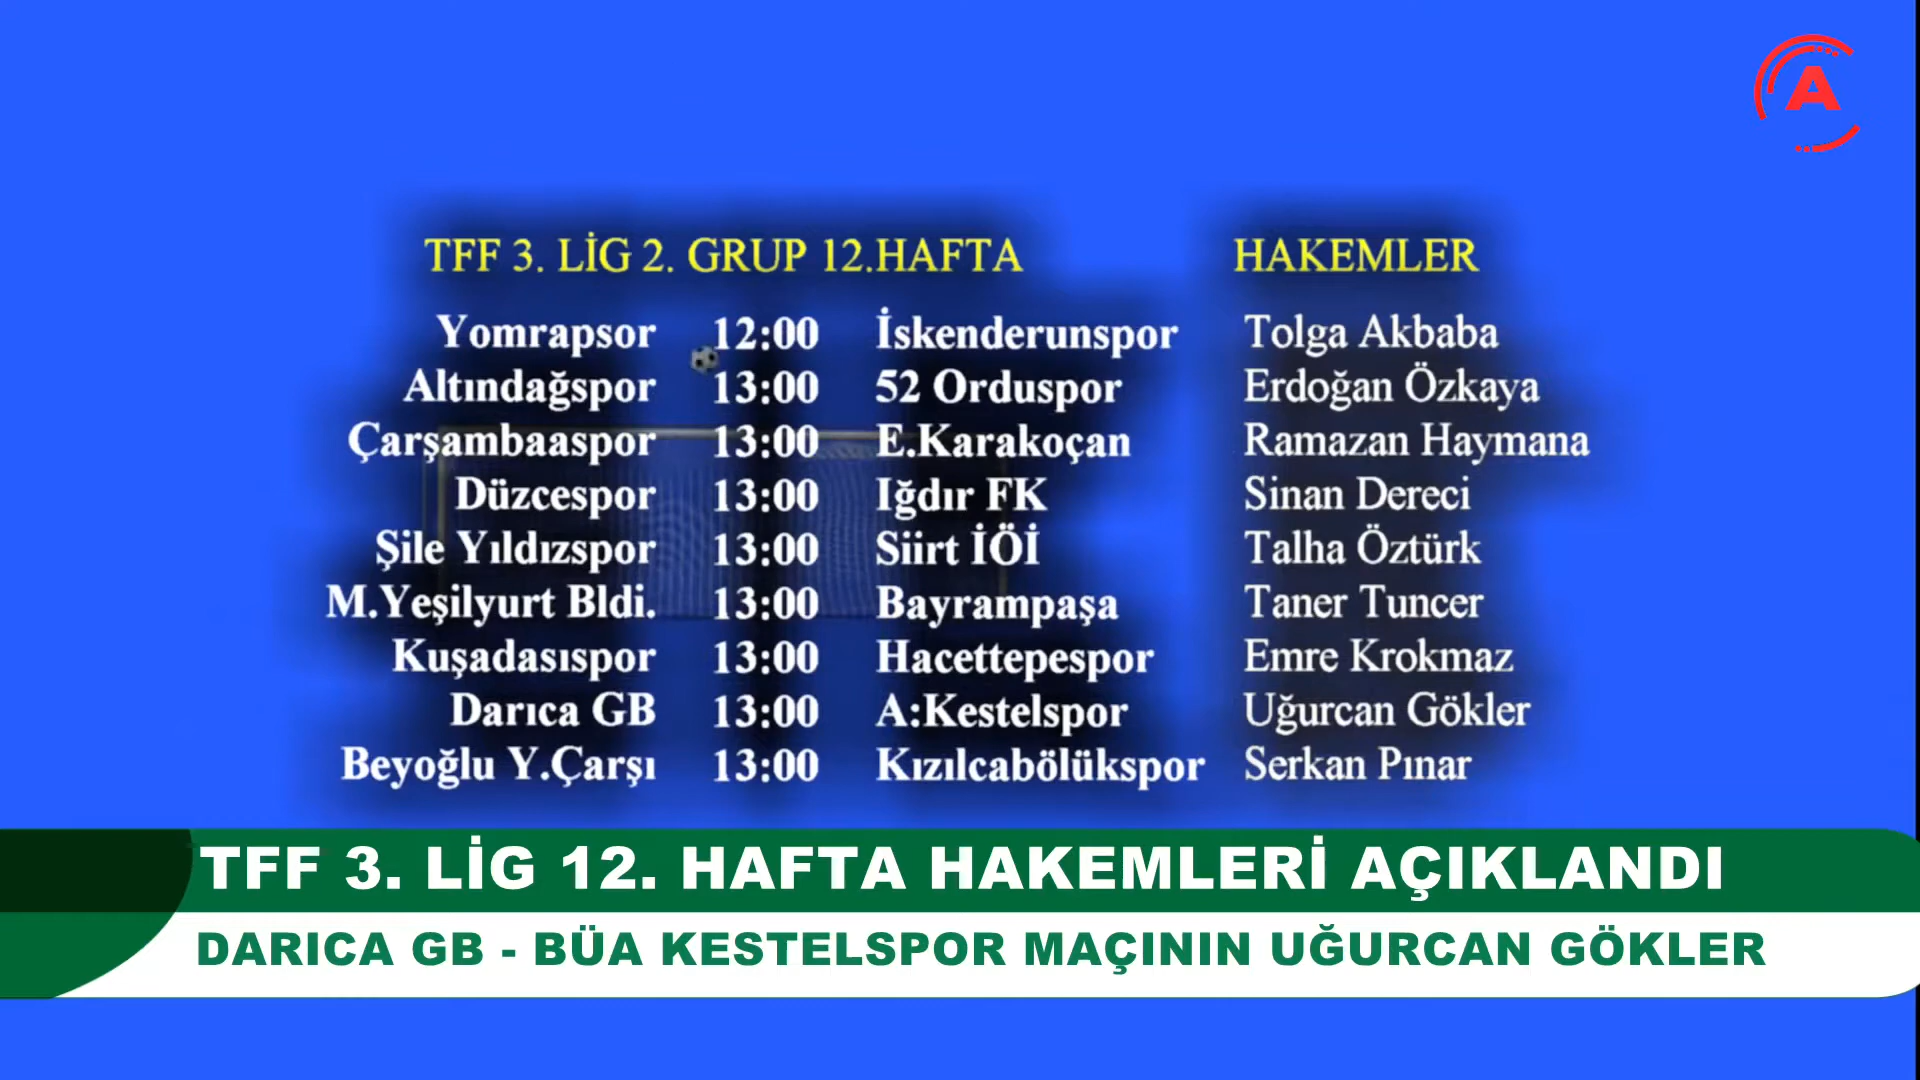 A
TFF 3. LİG 2. GRUP 12.HAFTA HAKEMLER
Yomrapsor 12:00 İskenderunspor Tolga Akbaba
Altındağspor 13:00 52 Orduspor Erdoğan Özkaya
Çarşambaaspor 13:00 E.Karakoçan Ramazan Haymana
Düzcespor 13:00 Iğdır FK Sinan Dereci
Şile Yıldızspor 13:00 Siirt İÖİ Talha Öztürk
M.Yeşilyurt Bldi. 13:00 Bayrampaşa Taner Tuncer
Kuşadasıspor 13:00 Hacettepespor Emre Krokmaz
Darıca GB 13:00 A:Kestelspor Uğurcan Gökler
Beyoğlu Y.Çarşı 13:00 Kızılcabölükspor Serkan Pınar
TFF 3. LİG 12. HAFTA HAKEMLERİ AÇIKLANDI
DARICA GB - BÜA KESTELSPOR MAÇININ UĞURCAN GÖKLER